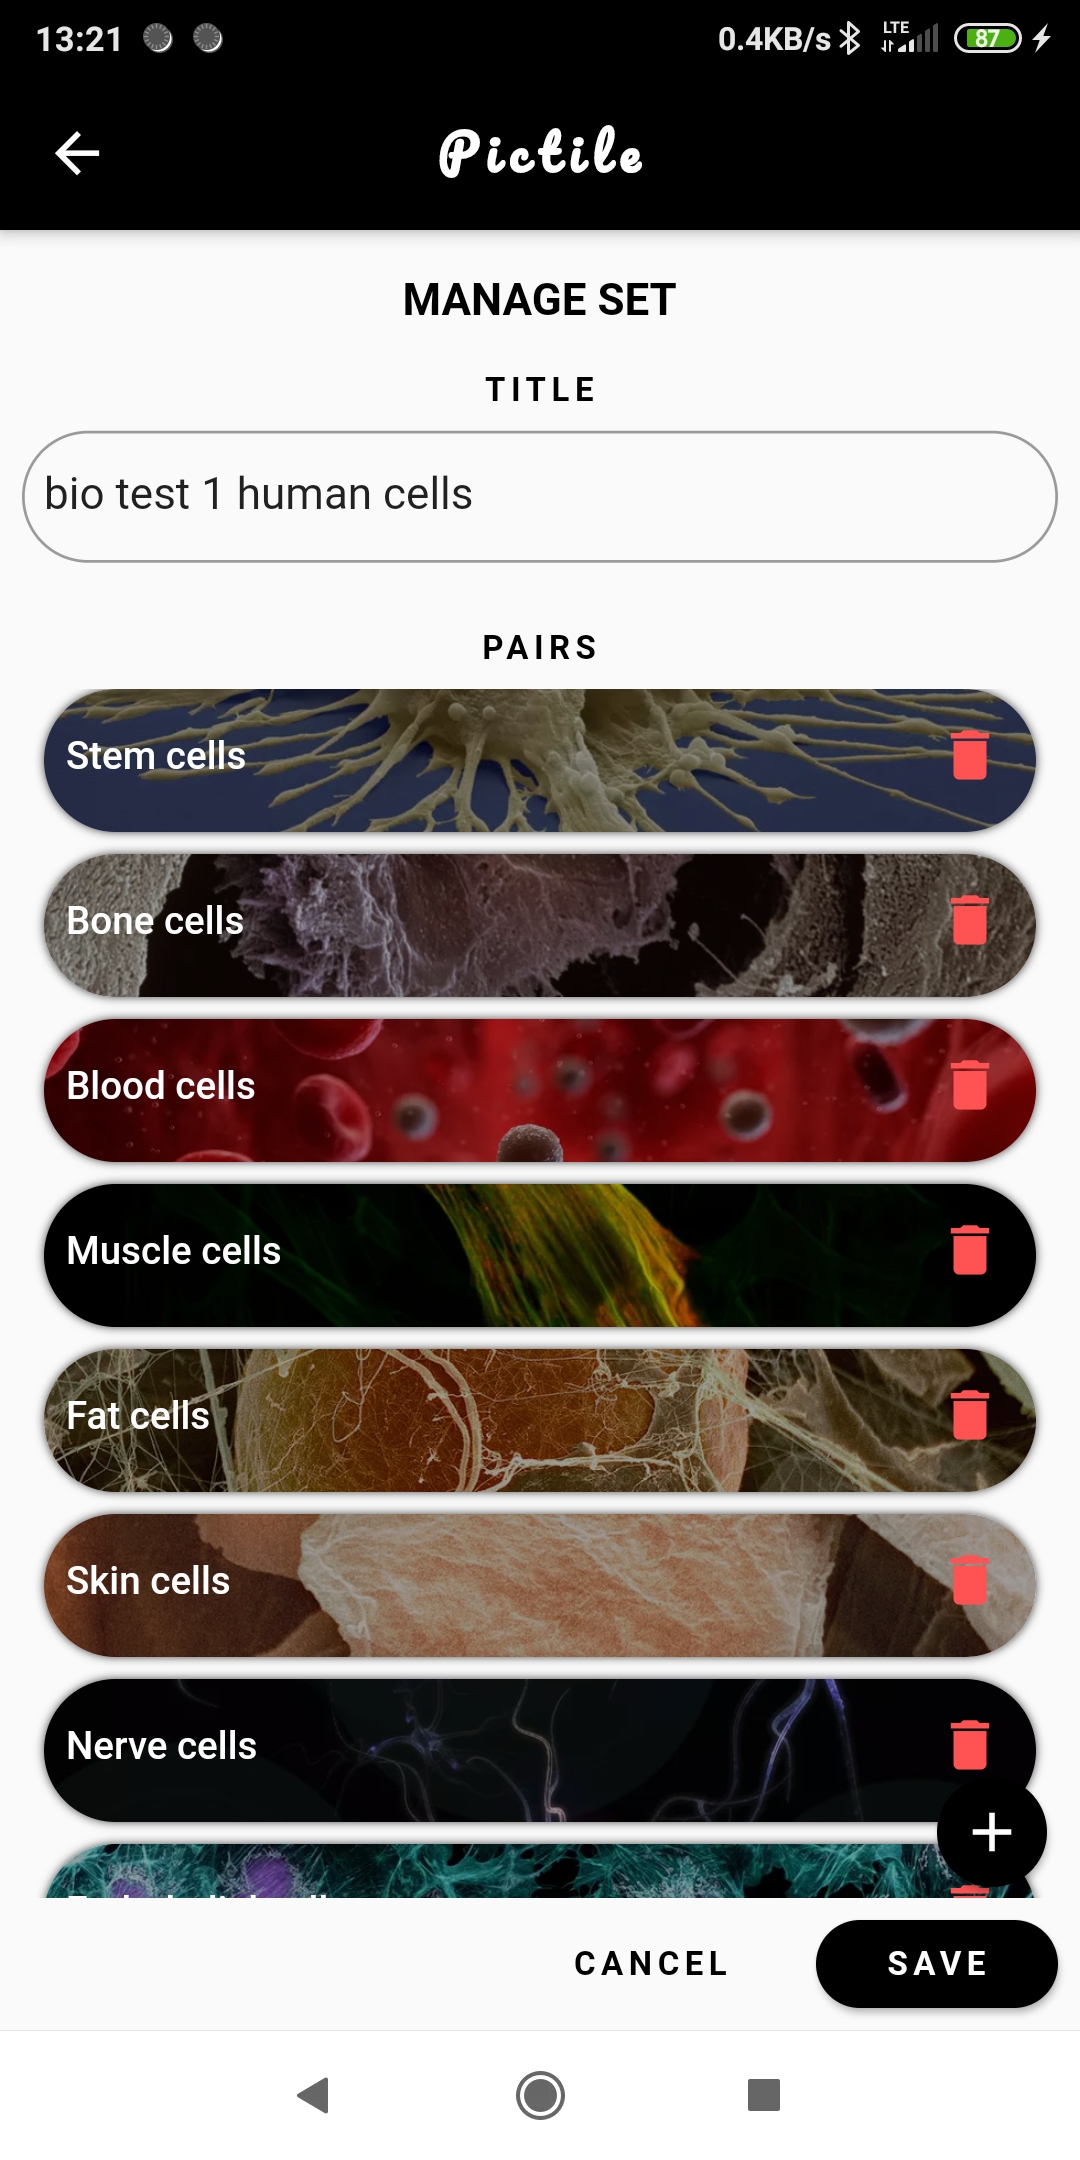 13:21
0.4KB/s LTE 87
Pictile
MANAGE SET
TITLE
bio test 1 human cells
PAIRS
Stem cells
Bone cells
Blood cells
Muscle cells
Fat cells
Skin cells
Nerve cells
CANCEL SAVE